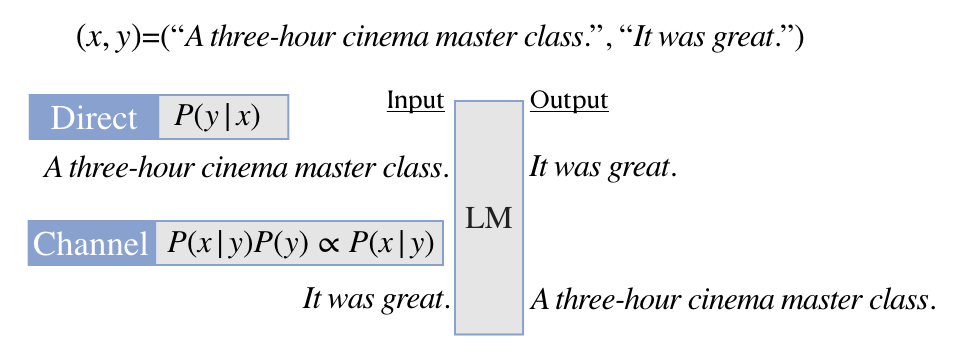 (x, y)=(“A three-hour cinema master class.”, “It was great.”)
Input Output
Direct P(y|x)
A three-hour cinema master class. It was great.
LM
Channel P(x|y)P(y) ∝ P(x|y)
It was great. A three-hour cinema master class.